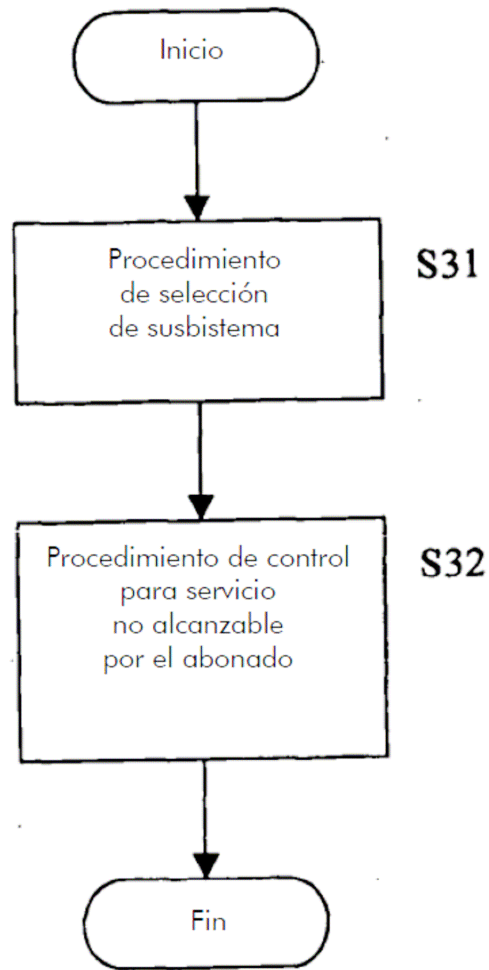 Inicio
Procedimiento
de selección
de susbistema
S31
Procedimiento de control
para servicio
no alcanzable
por el abonado
S32
Fin